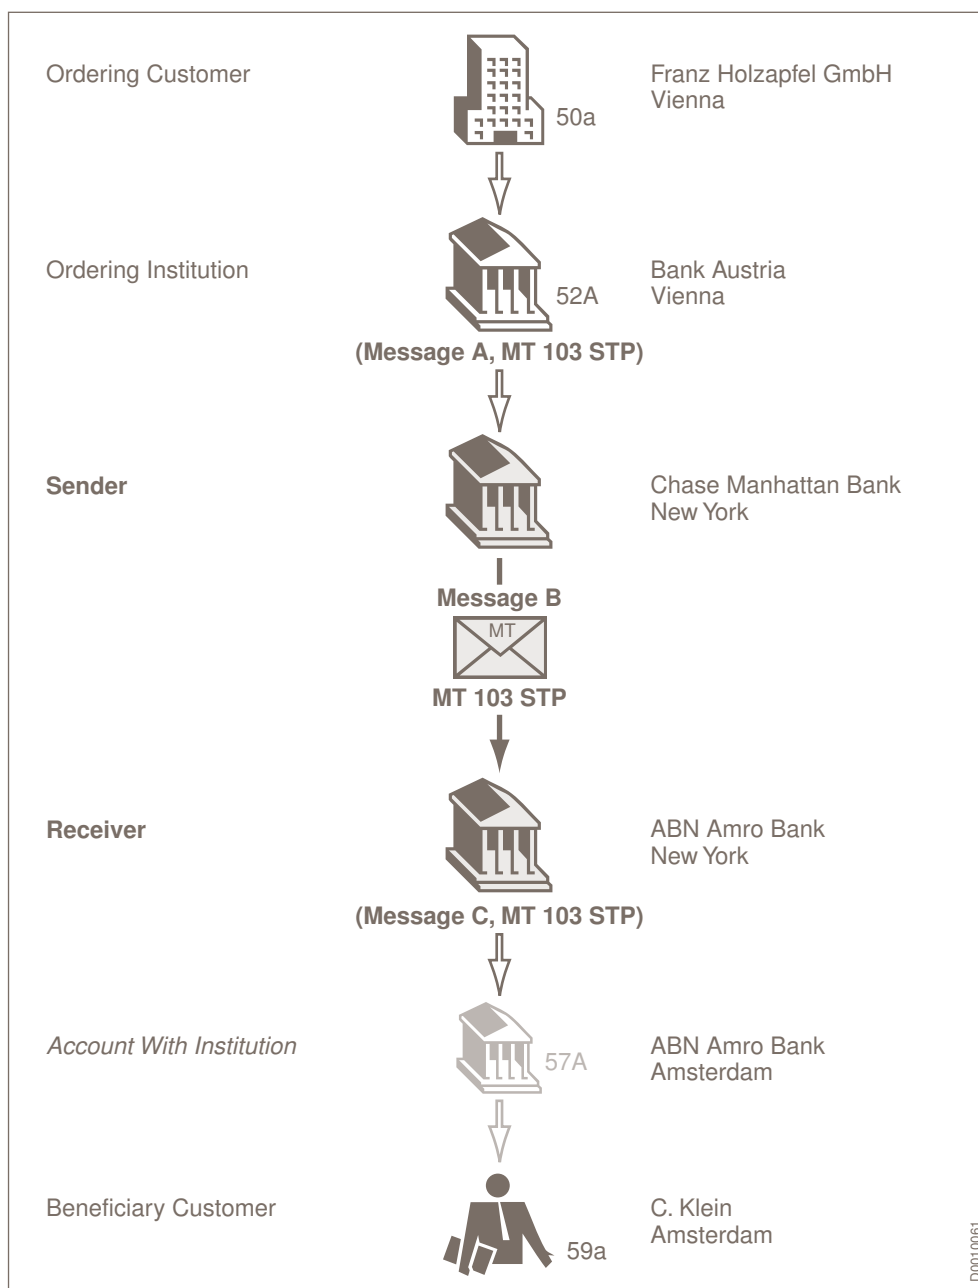 Ordering Customer
50a
Franz Holzapfel GmbH
Vienna
Ordering Institution
52A
Bank Austria
Vienna
(Message A, MT 103 STP)
Sender
Chase Manhattan Bank
New York
Message B
MT
MT 103 STP
Receiver
ABN Amro Bank
New York
(Message C, MT 103 STP)
Account With Institution
57A
ABN Amro Bank
Amsterdam
Beneficiary Customer
59a
C. Klein
Amsterdam
D0010061